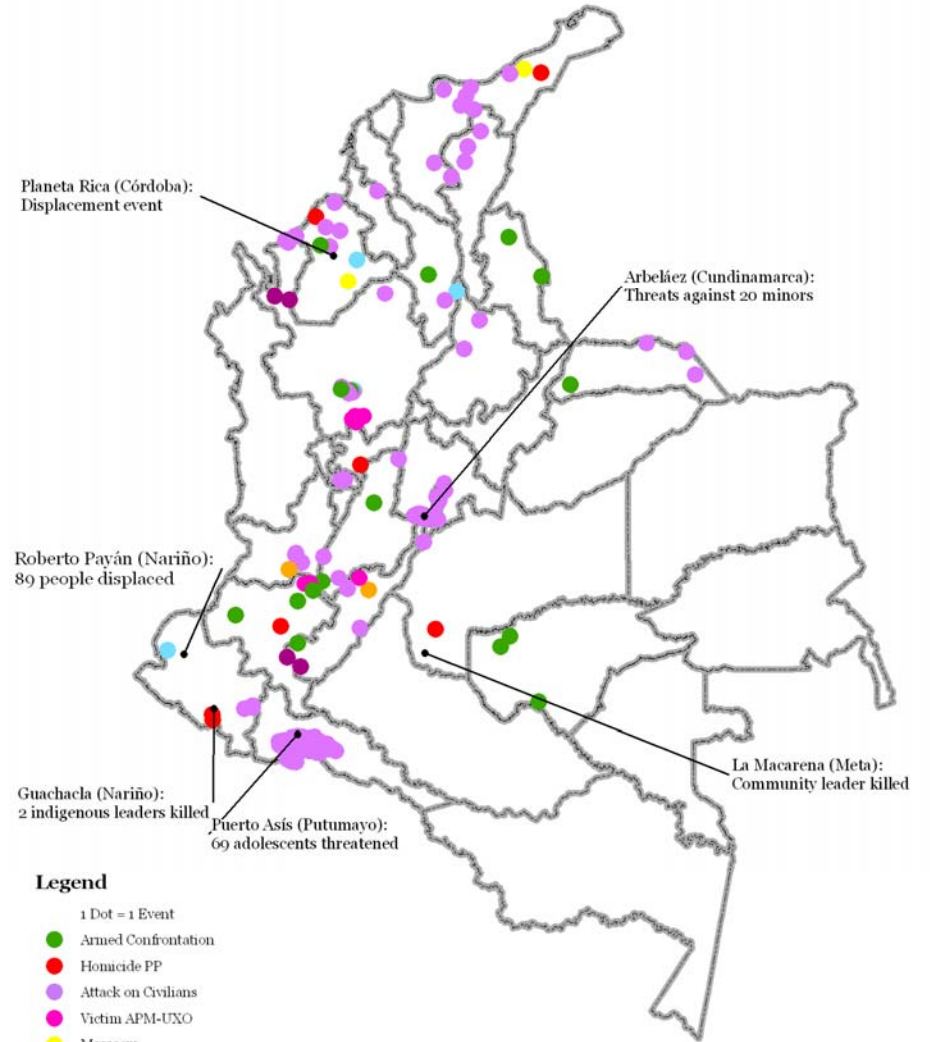 Planeta Rica (Córdoba):
Displacement event
Arbeláez (Cundinamarca):
Threats against 20 minors
Roberto Payán (Nariño):
89 people displaced
La Macarena (Meta):
Community leader killed
Guachacla (Nariño):
2 indigenous leaders killed
Puerto Asís (Putumayo):
69 adolescents threatened
Legend
1 Dot = 1 Event
Armed Confrontation
Homicide PP
Attack on Civilians
Victim APM-UXO